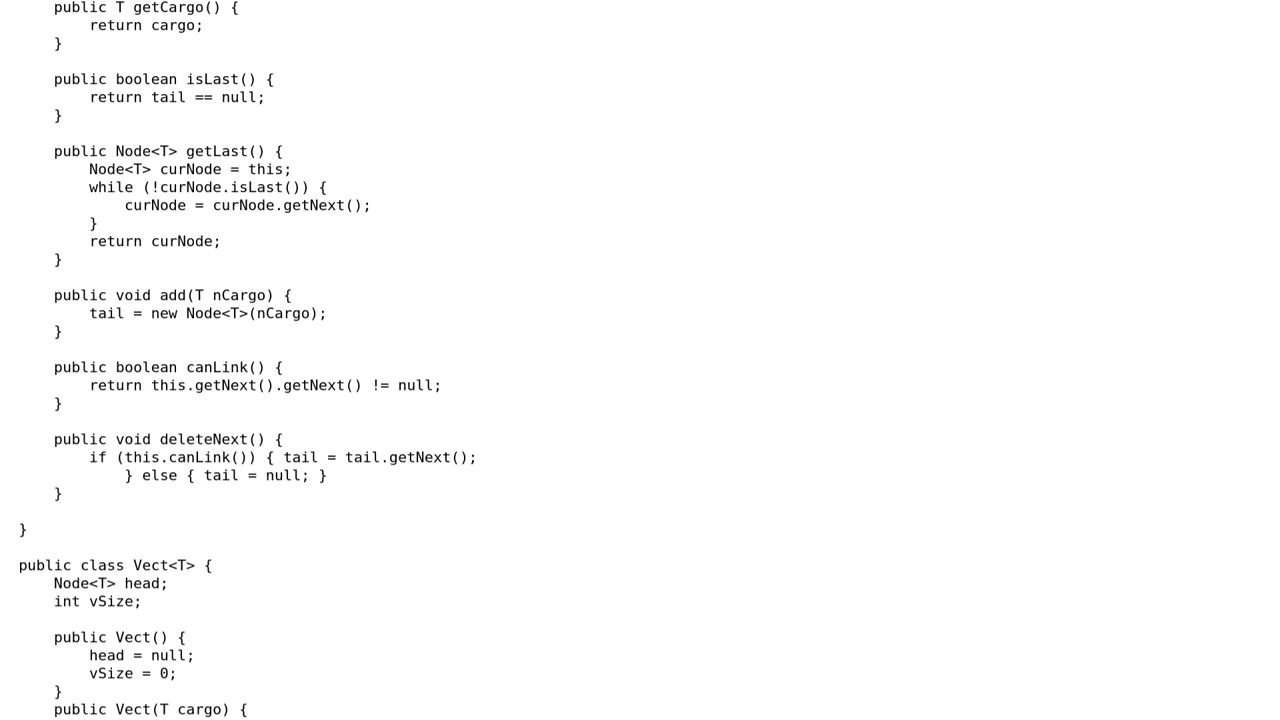 public T getCargo() {
        return cargo;
    }

    public boolean isLast() {
        return tail == null;
    }

    public Node<T> getLast() {
        Node<T> curNode = this;
        while (!curNode.isLast()) {
            curNode = curNode.getNext();
        }
        return curNode;
    }

    public void add(T nCargo) {
        tail = new Node<T>(nCargo);
    }

    public boolean canLink() {
        return this.getNext().getNext() != null;
    }

    public void deleteNext() {
        if (this.canLink()) { tail = tail.getNext();
            } else { tail = null; }
    }

}

public class Vect<T> {
    Node<T> head;
    int vSize;

    public Vect() {
        head = null;
        vSize = 0;
    }
    public Vect(T cargo) {